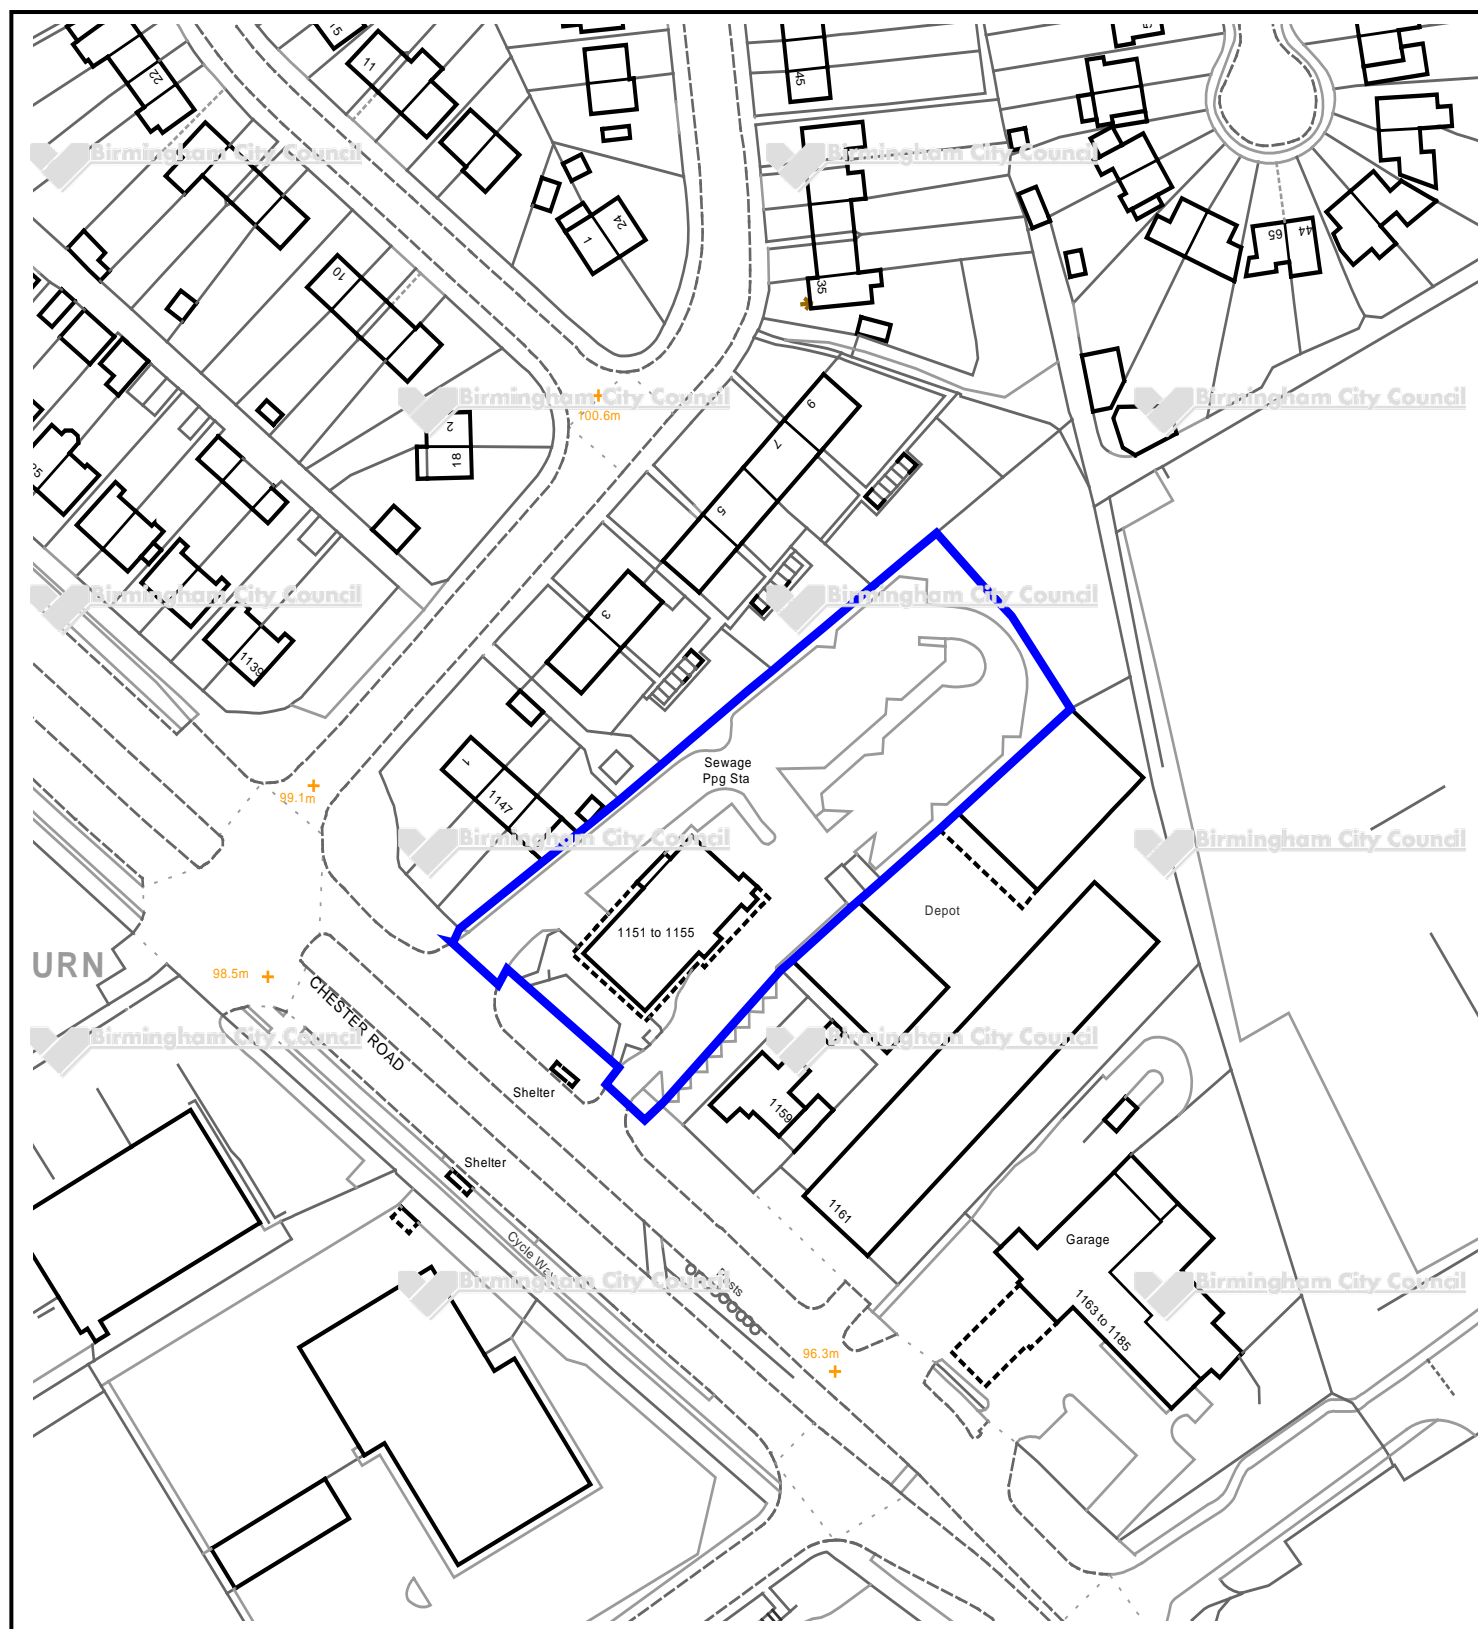 15
11
22
45
Birmingham City Council
Birmingham City Council
24
1
65
44
10
35
Birmingham City Council
Birmingham City Council
100.6m
2
18
9
7
5
25
Birmingham City Council
Birmingham City Council
3
1139
Sewage
Ppg Sta
1
1147
99.1m
Birmingham City Council
Birmingham City Council
1151 to 1155
Depot
URN
98.5m
CHESTER ROAD
Birmingham City Council
Birmingham City Council
Shelter
1159
Shelter
1161
Cycle Wa
Garage
Birmingham City Council
Birmingham City Council
1163 to 1185
96.3m